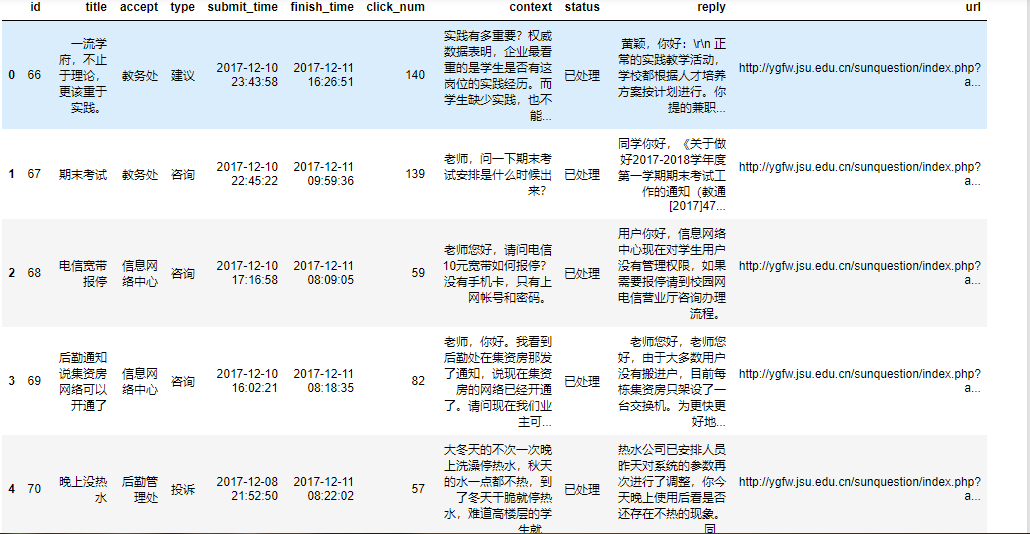 id title accept type submit_time finish_time click_num context status reply url
0 66 一流学府，不止于理论，更该重于实践。 教务处 建议 2017-12-10 23:43:58 2017-12-11 16:26:51 140 实践有多重要？权威数据表明，企业最看重的是学生是否有这岗位的实践经历。而学生缺少实践，也不能... 已处理 黄颖，你好：\r\n 正常的实践教学活动，学校都根据人才培养方案按计划进行。你提的兼职... http://ygfw.jsu.edu.cn/sunquestion/index.php?a...
1 67 期末考试 教务处 咨询 2017-12-10 22:45:22 2017-12-11 09:59:36 139 老师，问一下期末考试安排是什么时候出来？ 已处理 同学你好，《关于做好2017-2018学年度第一学期期末考试工作的通知（教通[2017]47... http://ygfw.jsu.edu.cn/sunquestion/index.php?a...
2 68 电信宽带报停 信息网络中心 咨询 2017-12-10 17:16:58 2017-12-11 08:09:05 59 老师您好，请问电信10元宽带如何报停？没有手机卡，只有上网帐号和密码。 已处理 用户你好，信息网络中心现在对学生用户没有管理权限，如果需要报停请到校园网电信营业厅咨询办理流程。 http://ygfw.jsu.edu.cn/sunquestion/index.php?a...
3 69 后勤通知说集资房网络可以开通了 信息网络中心 咨询 2017-12-10 16:02:21 2017-12-11 08:18:35 82 老师，你好。我看到后勤处在集资房那发了通知，说现在集资房的网络已经开通了。请问现在我们业主可... 已处理 老师您好，老师您好，由于大多数用户没有搬进户，目前每栋集资房只架设了一台交换机。为更快更好地... http://ygfw.jsu.edu.cn/sunquestion/index.php?a...
4 70 晚上没热水 后勤管理处 投诉 2017-12-08 21:52:50 2017-12-11 08:22:02 57 大冬天的不次一次晚上洗澡停热水，秋天的水一点都不热，到了冬天干脆就停热水，难道高楼层的学生就 已处理 热水公司已安排人员昨天对系统的参数再次进行了调整，你今天晚上使用后看是否还存在不热的现象。同 http://ygfw.jsu.edu.cn/sunquestion/index.php?a...